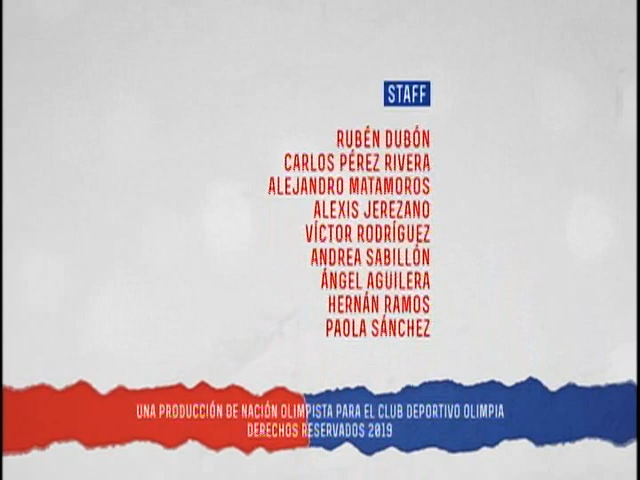 STAFF
RUBÉN DUBÓN
CARLOS PÉREZ RIVERA
ALEJANDRO MATAMOROS
ALEXIS JEREZANO
VÍCTOR RODRÍGUEZ
ANDREA SABILLÓN
ÁNGEL AGUILERA
HERNÁN RAMOS
PAOLA SÁNCHEZ
UNA PRODUCCIÓN DE NACIÓN OLIMPISTA PARA EL CLUB DEPORTIVO OLIMPIA
DERECHOS RESERVADOS 2019